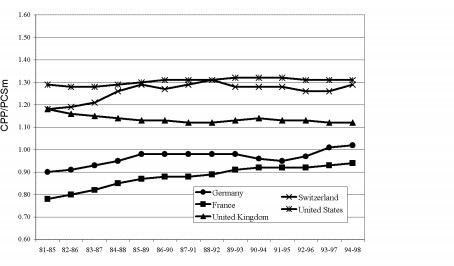 1.60
1.50
1.40
1.30
1.20
1.10
1.00
0.90
0.80
0.70
0.60
CPP/PCSm
81-85 82-86 83-87 84-88 85-89 86-90 87-91 88-92 89-93 90-94 91-95 92-96 93-97 94-98
Germany
France
United Kingdom
Switzerland
United States